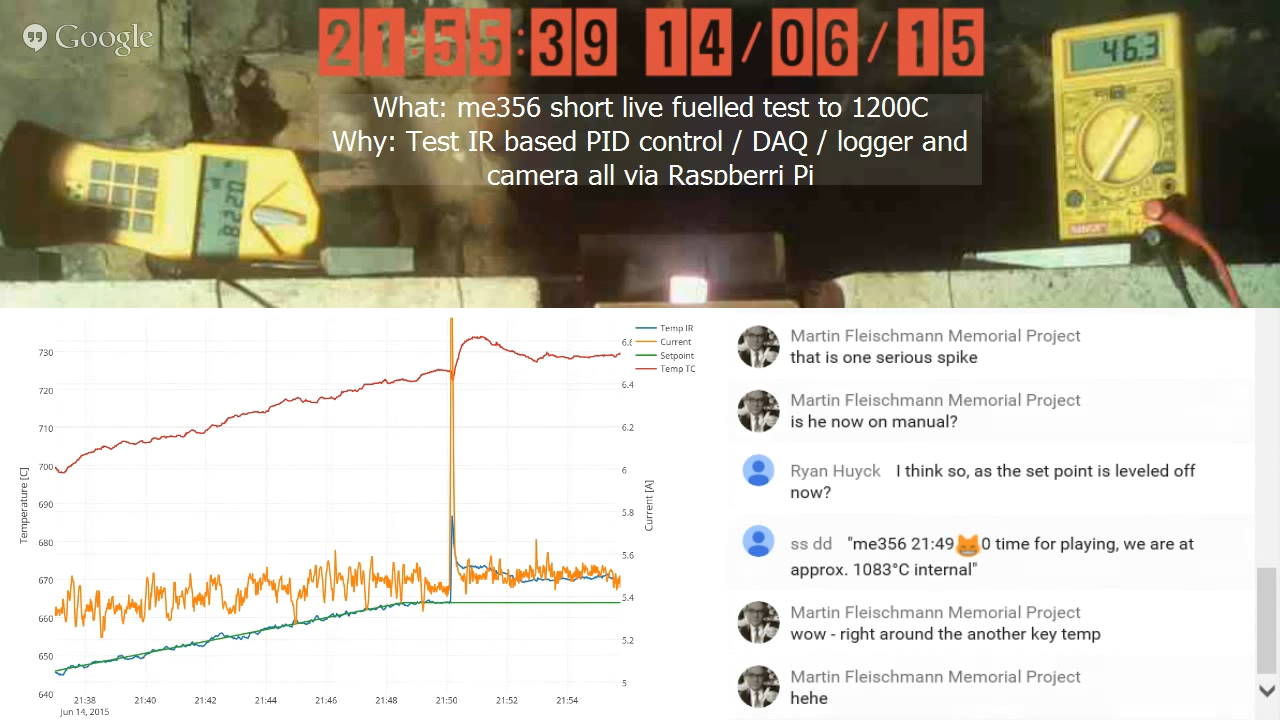 Google
21:55:39 14/06/15
46.3
What: me356 short live fuelled test to 1200C
Why: Test IR based PID control / DAQ / logger and
camera all via Raspberri Pi
Temp IR
Current
Setpoint
Temp TC
730
720
710
700
690
680
670
660
650
640
Temperature [C]
6.6
6.4
6.2
6
5.8
5.6
5.4
5.2
5
Current [A]
21:38
21:40
21:42
21:44
21:46
21:48
21:50
21:52
21:54
Jun 14, 2015
Martin Fleischmann Memorial Project
that is one serious spike
Martin Fleischmann Memorial Project
is he now on manual?
Ryan Huyck I think so, as the set point is leveled off
now?
ss dd "me356 21:49😸0 time for playing, we are at
approx. 1083°C internal"
Martin Fleischmann Memorial Project
wow - right around the another key temp
Martin Fleischmann Memorial Project
hehe